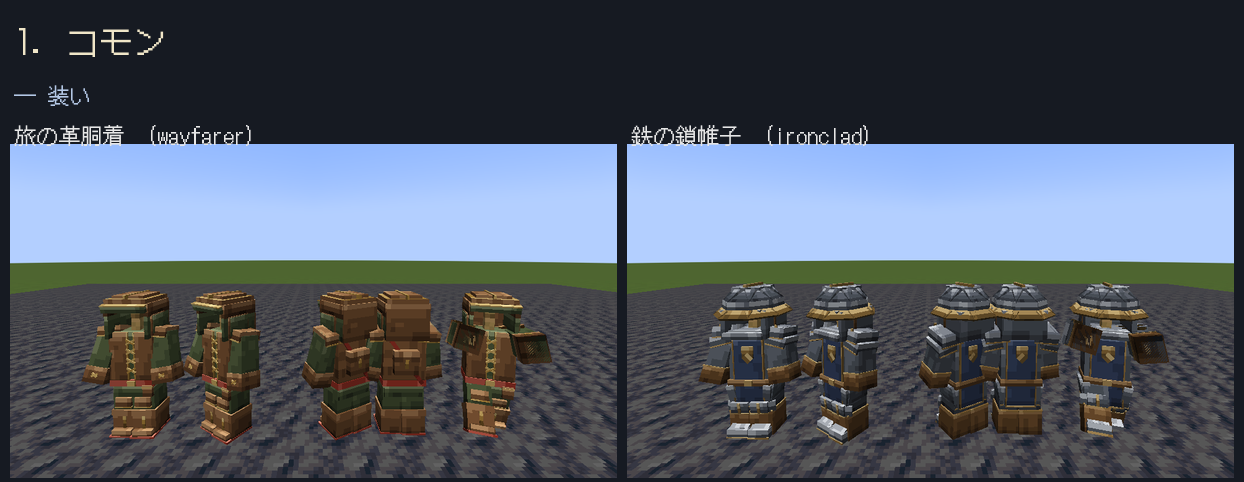 1. コモン
— 装い
旅の革胴着 (wayfarer)
鉄の鎖帷子 (ironclad)